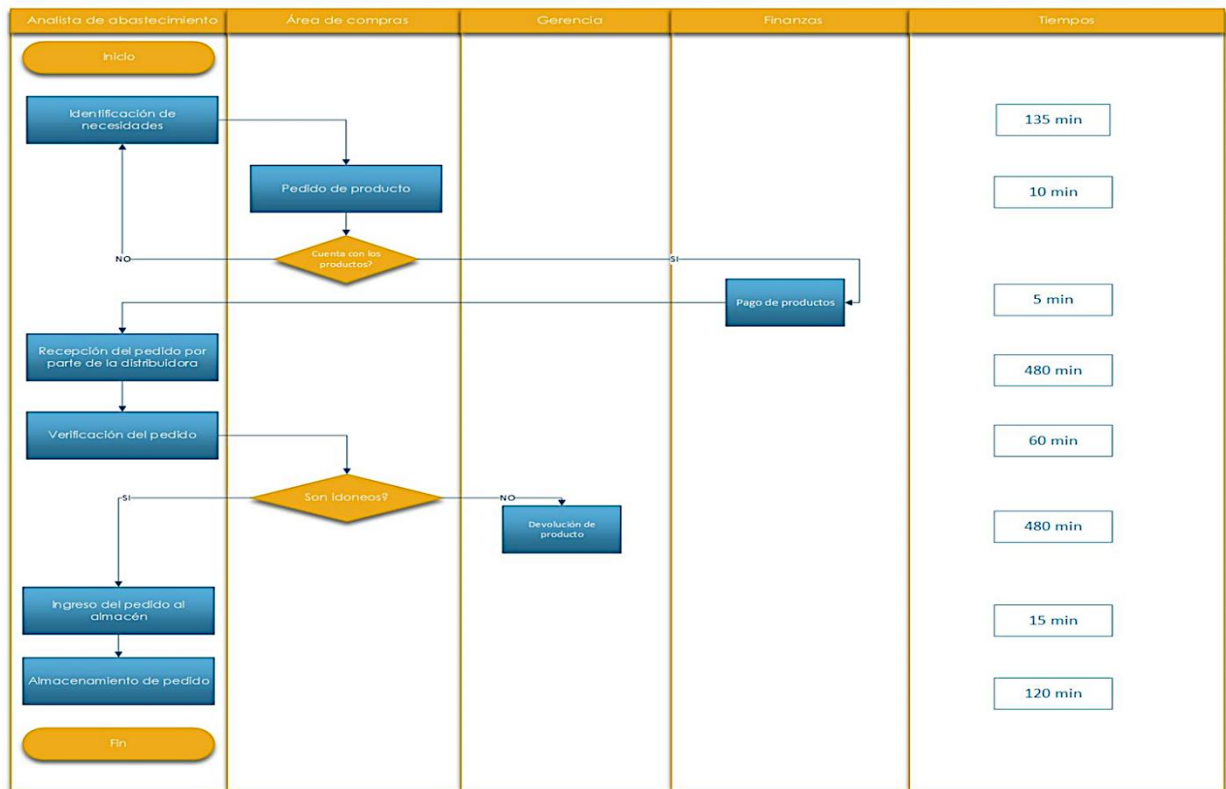 Analista de abastecimiento
Área de compras
Gerencia
Finanzas
Tiempos
Inicio
Identificación de
necesidades
135 min
Pedido de producto
10 min
Cuenta con los
productos?
NO
SI
Pago de productos
5 min
Recepción del pedido por
parte de la distribuidora
480 min
Verificación del pedido
60 min
Son idoneos?
SI
NO
Devolución de
producto
480 min
Ingreso del pedido al
almacén
15 min
Almacenamiento de pedido
120 min
Fin